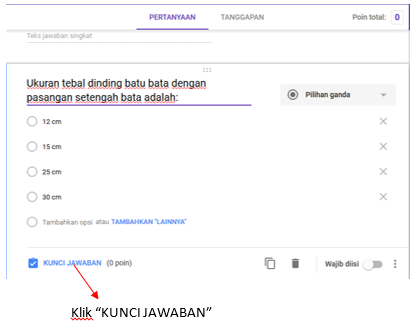 PERTANYAAN TANGGAPAN Poin total: 0
Teks jawaban singkat
Ukuran tebal dinding batu bata dengan
pasangan setengah bata adalah:
Pilihan ganda
12 cm
15 cm
25 cm
30 cm
Tambahkan opsi atau TAMBAHKAN "LAINNYA"
KUNCI JAWABAN (0 poin) Wajib diisi
Klik “KUNCI JAWABAN”